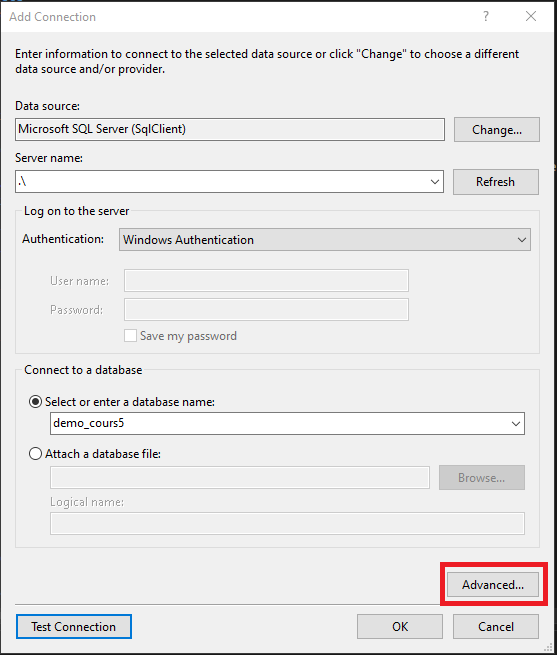 Add Connection
?
Enter information to connect to the selected data source or click "Change" to choose a different
data source and/or provider.
Data source:
Microsoft SQL Server (SqlClient)
Change...
Server name:
.\
Refresh
Log on to the server
Authentication:
Windows Authentication
User name:
Password:
Save my password
Connect to a database
Select or enter a database name:
demo_cours5
Attach a database file:
Browse...
Logical name:
Advanced...
Test Connection
OK
Cancel